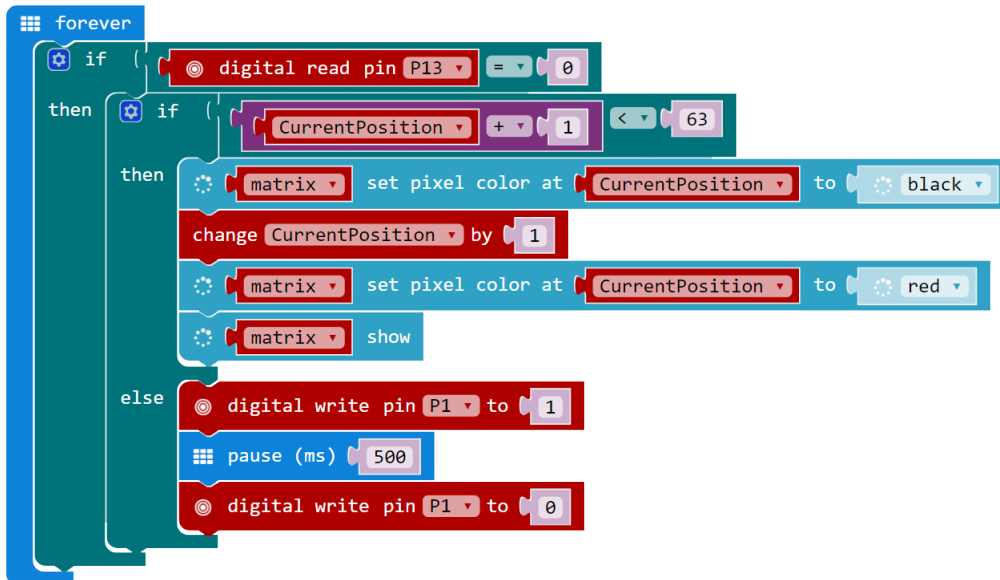 forever
if digital read pin P13 = 0
then if CurrentPosition + 1 < 63
then matrix set pixel color at CurrentPosition to black
change CurrentPosition by 1
matrix set pixel color at CurrentPosition to red
matrix show
else digital write pin P1 to 1
pause (ms) 500
digital write pin P1 to 0